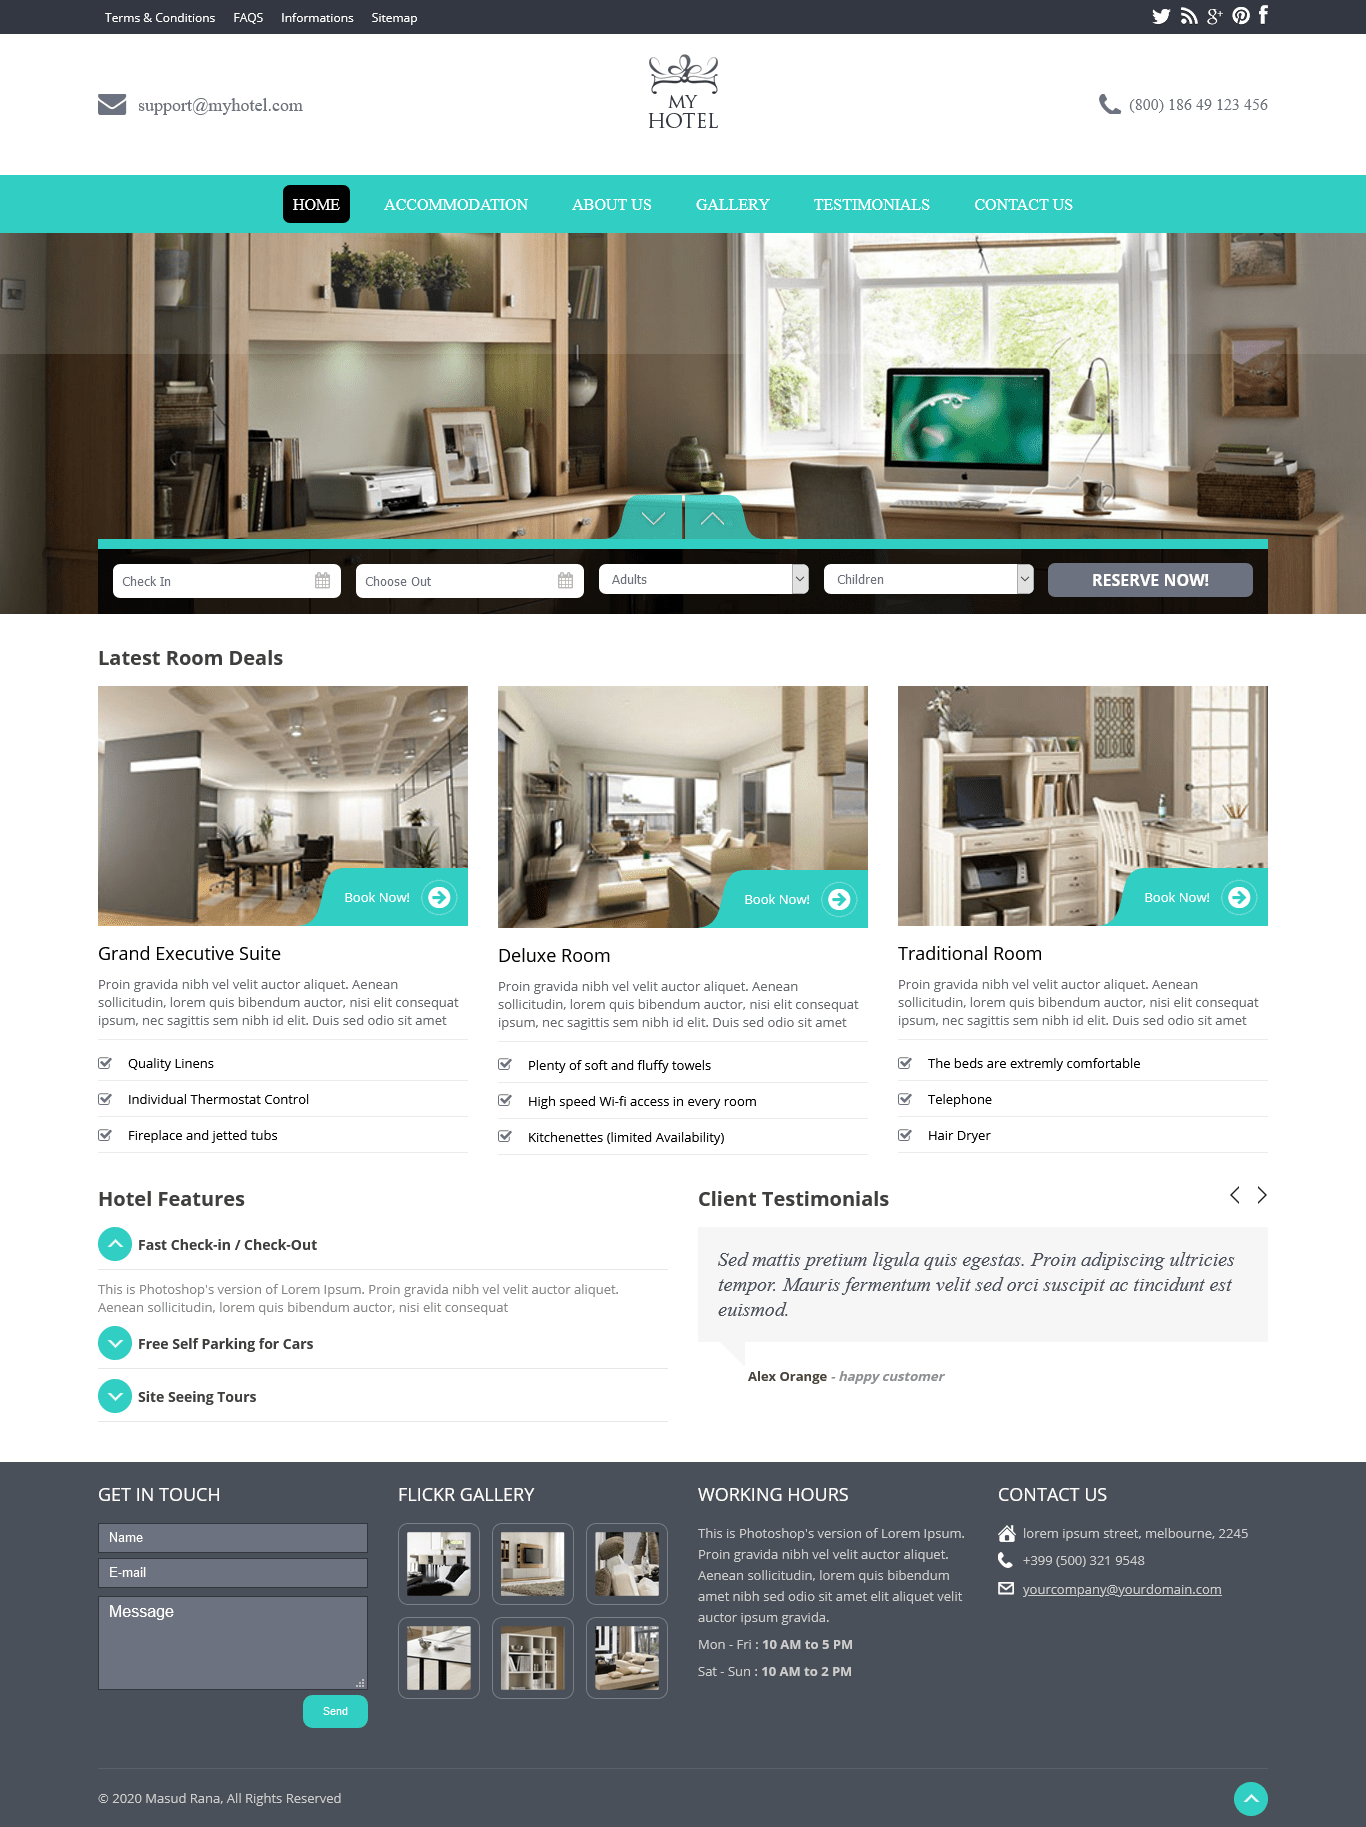 Terms & Conditions FAQS Informations Sitemap
support@myhotel.com
MY
HOTEL
(800) 186 49 123 456
HOME ACCOMMODATION ABOUT US GALLERY TESTIMONIALS CONTACT US
Check In Choose Out Adults Children RESERVE NOW!
Latest Room Deals
Book Now!
Grand Executive Suite
Proin gravida nibh vel velit auctor aliquet. Aenean
sollicitudin, lorem quis bibendum auctor, nisi elit consequat
ipsum, nec sagittis sem nibh id elit. Duis sed odio sit amet
Quality Linens
Individual Thermostat Control
Fireplace and jetted tubs
Book Now!
Deluxe Room
Proin gravida nibh vel velit auctor aliquet. Aenean
sollicitudin, lorem quis bibendum auctor, nisi elit consequat
ipsum, nec sagittis sem nibh id elit. Duis sed odio sit amet
Plenty of soft and fluffy towels
High speed Wi-fi access in every room
Kitchenettes (limited Availability)
Book Now!
Traditional Room
Proin gravida nibh vel velit auctor aliquet. Aenean
sollicitudin, lorem quis bibendum auctor, nisi elit consequat
ipsum, nec sagittis sem nibh id elit. Duis sed odio sit amet
The beds are extremly comfortable
Telephone
Hair Dryer
Hotel Features
Fast Check-in / Check-Out
This is Photoshop's version of Lorem Ipsum. Proin gravida nibh vel velit auctor aliquet.
Aenean sollicitudin, lorem quis bibendum auctor, nisi elit consequat
Free Self Parking for Cars
Site Seeing Tours
Client Testimonials
Sed mattis pretium ligula quis egestas. Proin adipiscing ultricies
tempor. Mauris fermentum velit sed orci suscipit ac tincidunt est
euismod.
Alex Orange - happy customer
GET IN TOUCH
Name
E-mail
Message
Send
FLICKR GALLERY
WORKING HOURS
This is Photoshop's version of Lorem Ipsum.
Proin gravida nibh vel velit auctor aliquet.
Aenean sollicitudin, lorem quis bibendum
amet nibh sed odio sit amet elit aliquet velit
auctor ipsum gravida.
Mon - Fri : 10 AM to 5 PM
Sat - Sun : 10 AM to 2 PM
CONTACT US
lorem ipsum street, melbourne, 2245
+399 (500) 321 9548
yourcompany@yourdomain.com
© 2020 Masud Rana, All Rights Reserved